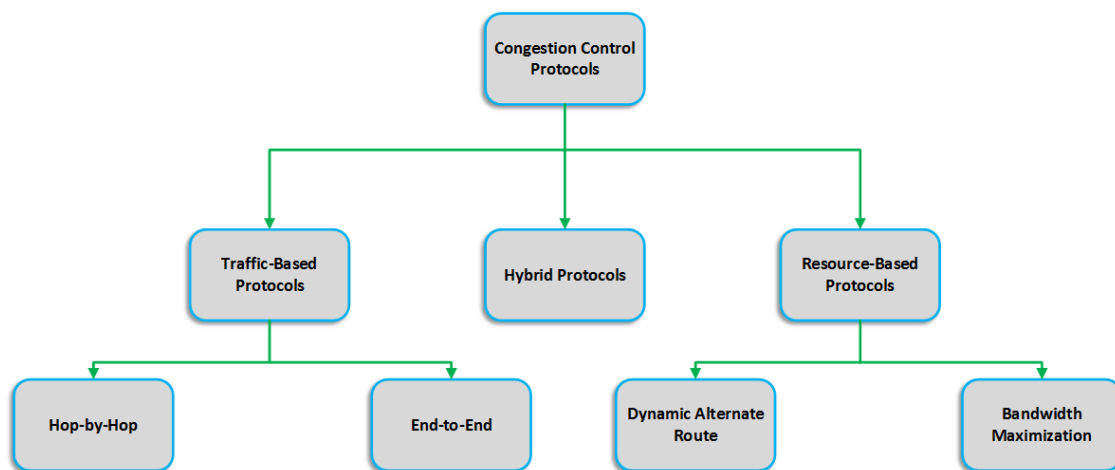 Congestion Control
Protocols
Traffic-Based
Protocols
Hybrid Protocols
Resource-Based
Protocols
Hop-by-Hop
End-to-End
Dynamic Alternate
Route
Bandwidth
Maximization